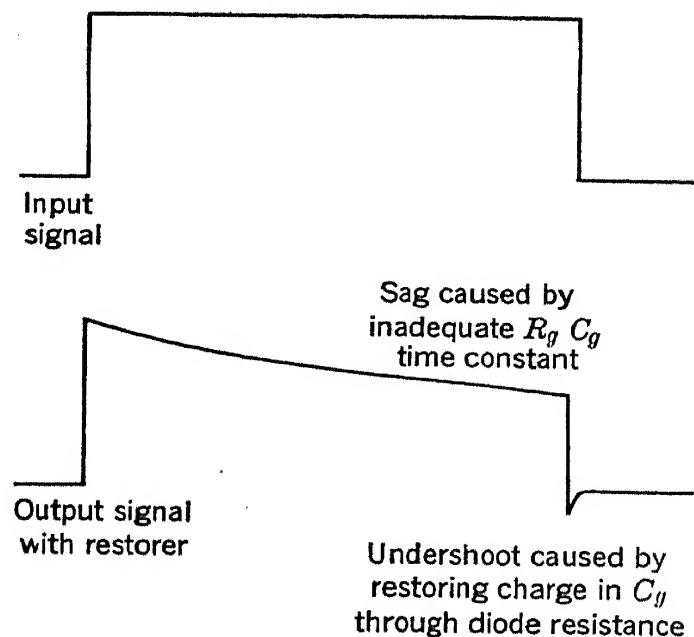 Input
signal
Sag caused by
inadequate R_g C_g
time constant
Output signal
with restorer
Undershoot caused by
restoring charge in C_g
through diode resistance